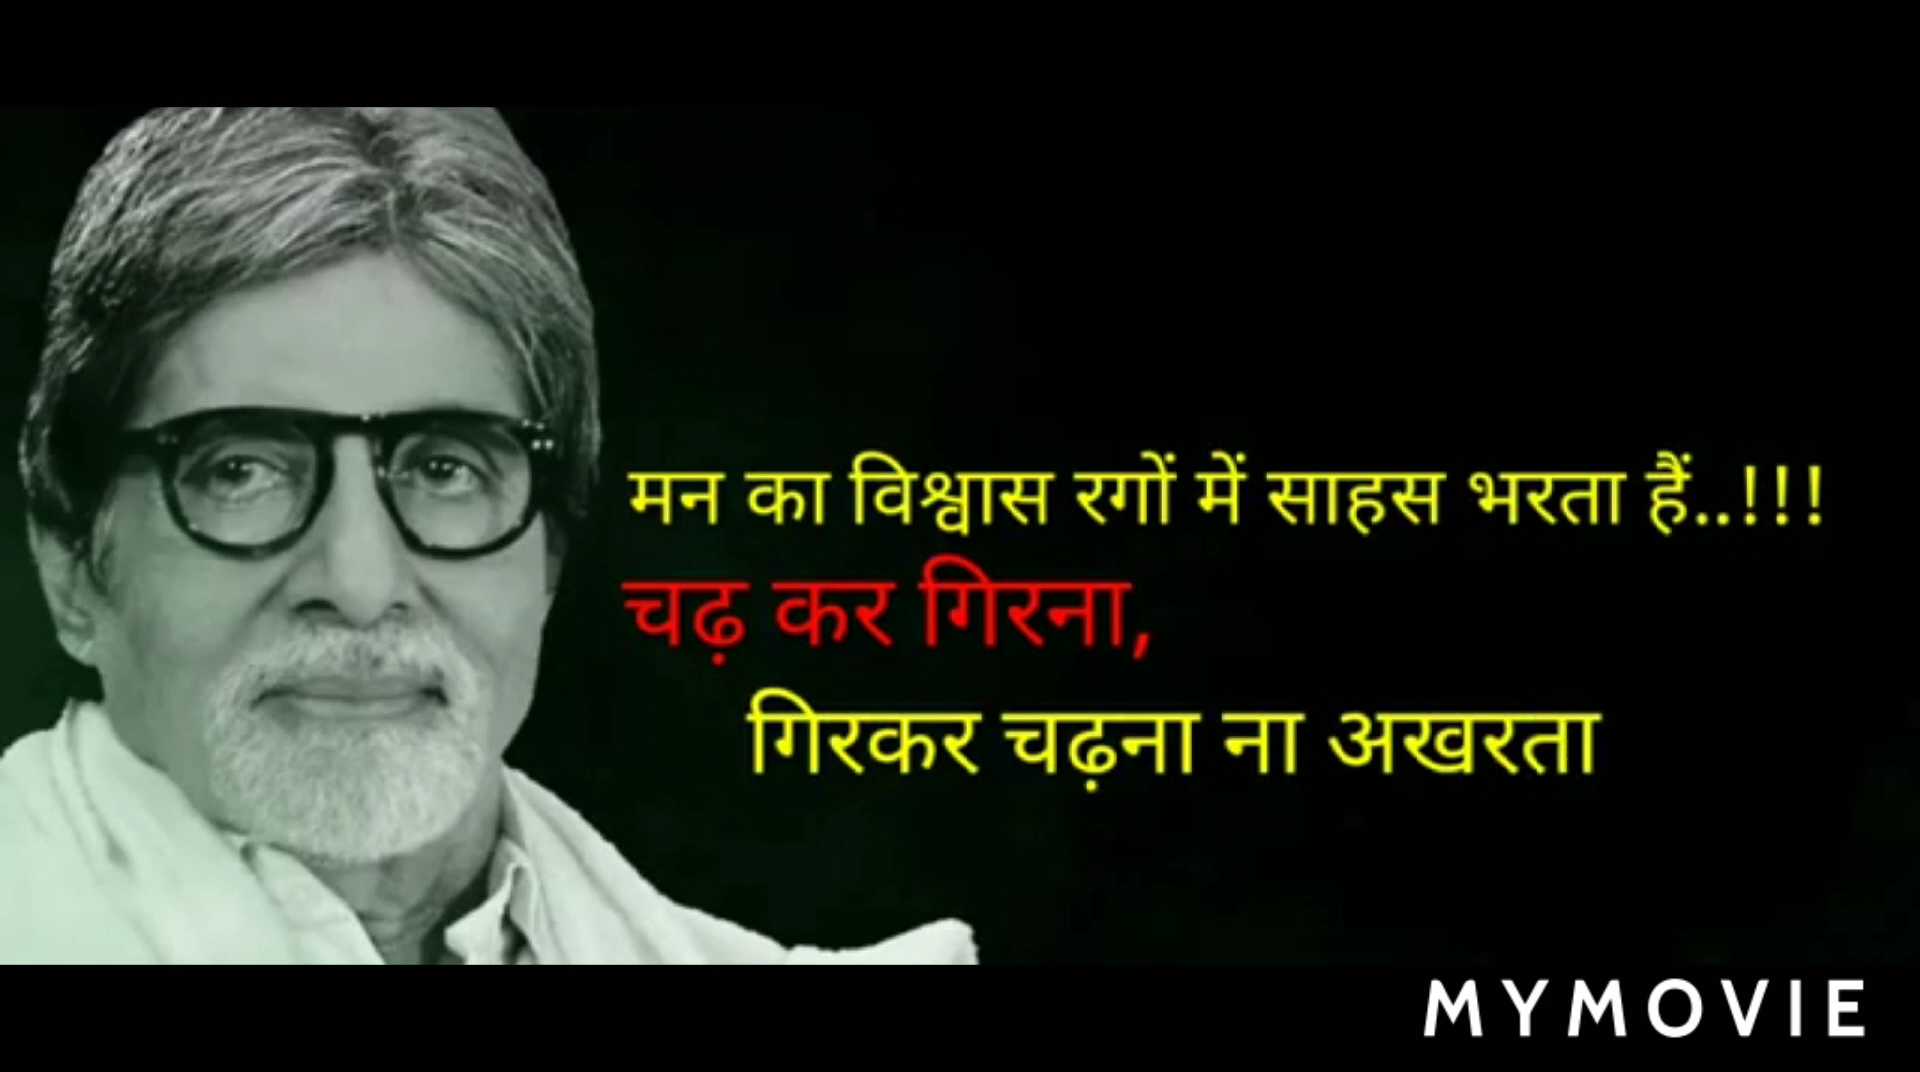 मन का विश्वास रगों में साहस भरता हैं..!!!
चढ़ कर गिरना,
गिरकर चढ़ना ना अखरता
MYMOVIE